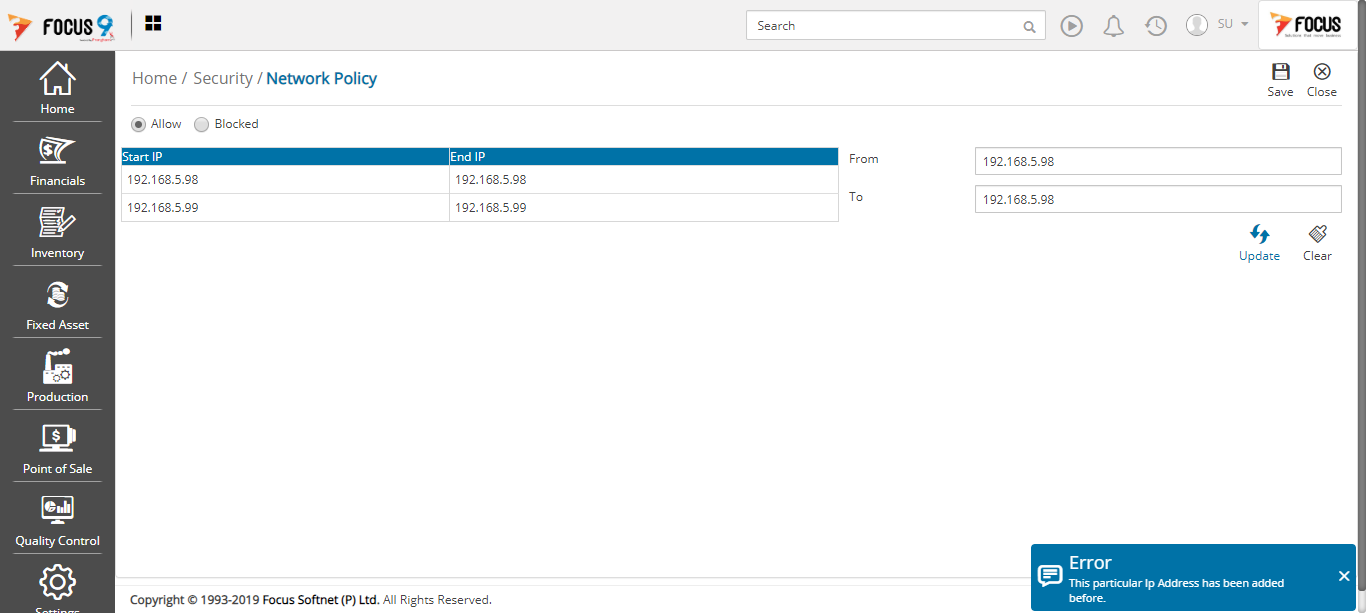 FOCUS 9
Search
SU
FOCUS
Home / Security / Network Policy
Save
Close
Home
Allow
Blocked
Start IP
End IP
From
192.168.5.98
192.168.5.98
192.168.5.98
Financials
192.168.5.99
192.168.5.99
To
192.168.5.98
Inventory
Update
Clear
Fixed Asset
Production
Point of Sale
Quality Control
Settings
Error
This particular Ip Address has been added
before.
Copyright © 1993-2019 Focus Softnet (P) Ltd. All Rights Reserved.